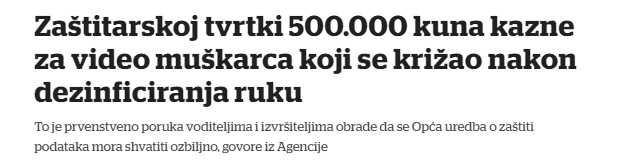 Zaštitarskoj tvrtki 500.000 kuna kazne
za video muškarca koji se križao nakon
dezinficiranja ruku
To je prvenstveno poruka voditeljima i izvršiteljima obrade da se Opća uredba o zaštiti
podataka mora shvatiti ozbiljno, govore iz Agencije